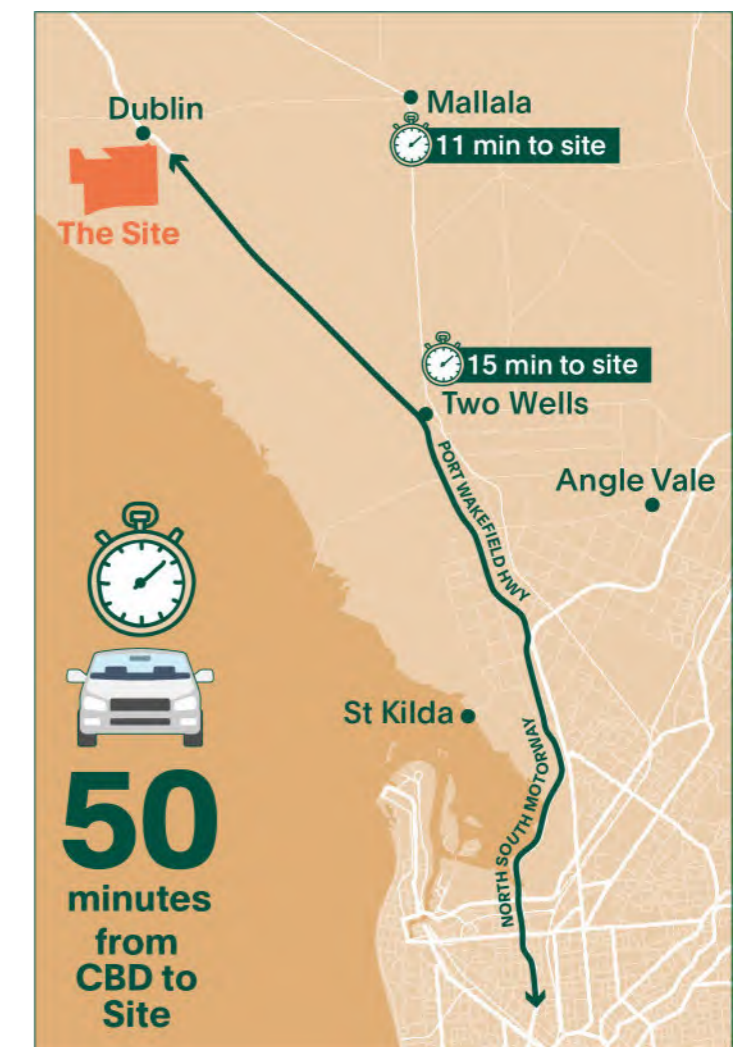 Dublin
Mallala
11 min to site
The Site
15 min to site
Two Wells
PORT WAKEFIELD HWY
Angle Vale
St Kilda
NORTH SOUTH MOTORWAY
50
minutes
from
CBD to
Site